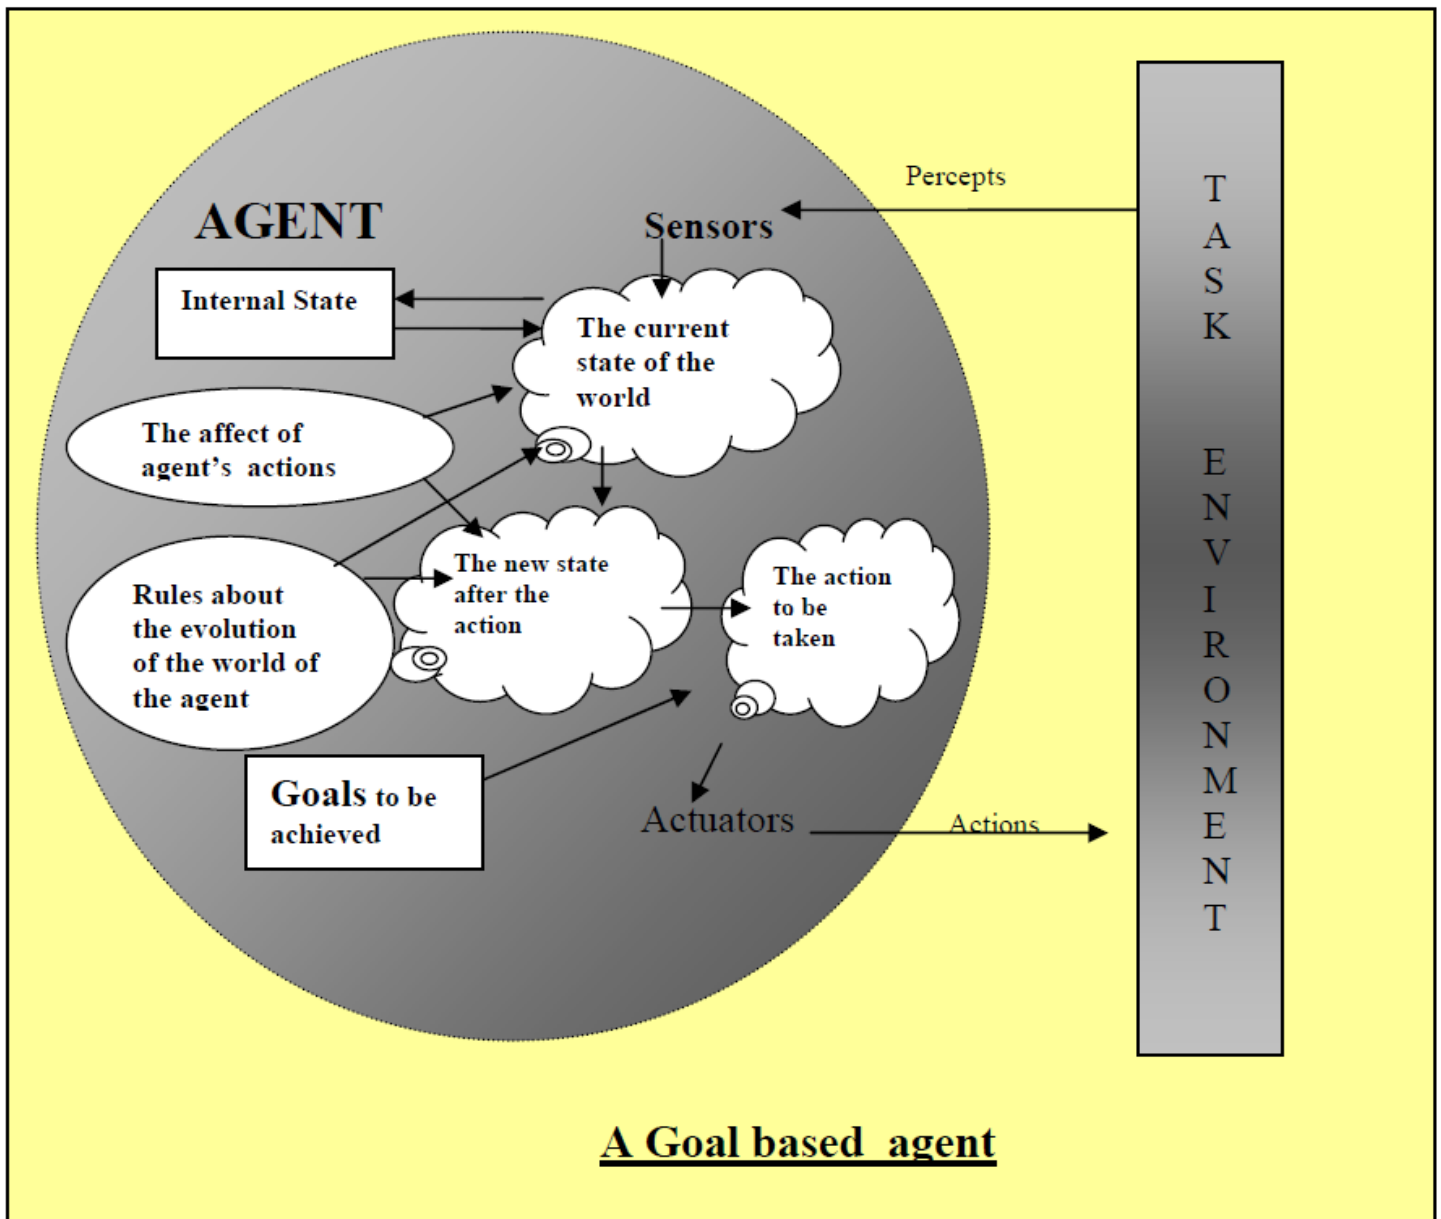 Percepts
AGENT
Sensors
Internal State
The current
state of the
world
The affect of
agent's  actions
The new state
after the
action
The action
to be
taken
Rules about
the evolution
of the world of
the agent
Goals to be
achieved
Actuators
Actions
T
A
S
K
E
N
V
I
R
O
N
M
E
N
T
A Goal based  agent